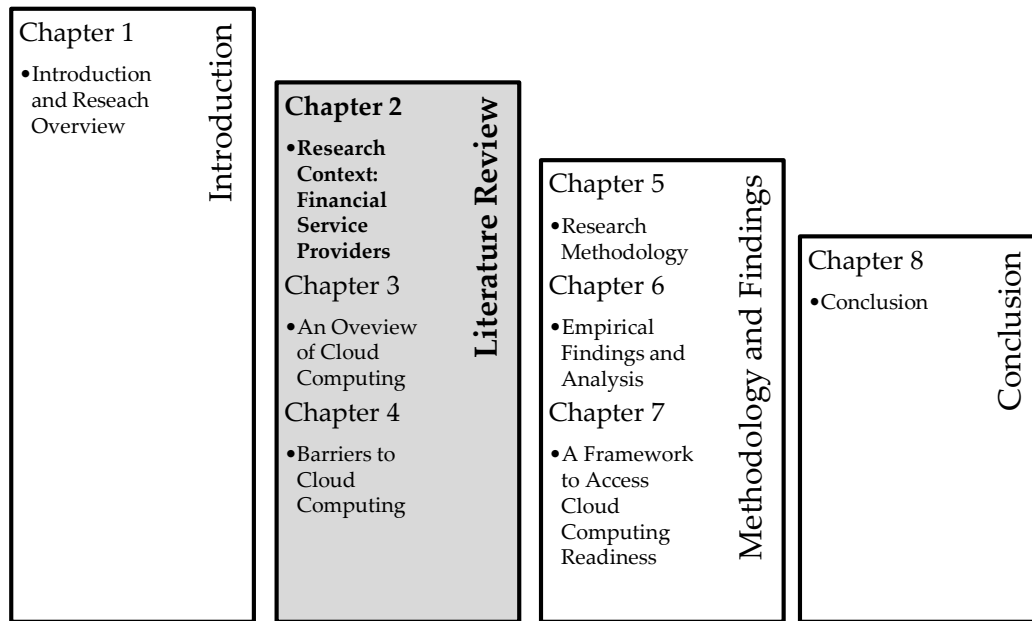 Chapter 1
•Introduction
and Reseach
Overview
Introduction
Chapter 2
•Research
Context:
Financial
Service
Providers
Chapter 3
•An Oveview
of Cloud
Computing
Chapter 4
•Barriers to
Cloud
Computing
Literature Review
Chapter 5
•Research
Methodology
Chapter 6
•Empirical
Findings and
Analysis
Chapter 7
•A Framework
to Access
Cloud
Computing
Readiness
Methodology and Findings
Chapter 8
•Conclusion
Conclusion